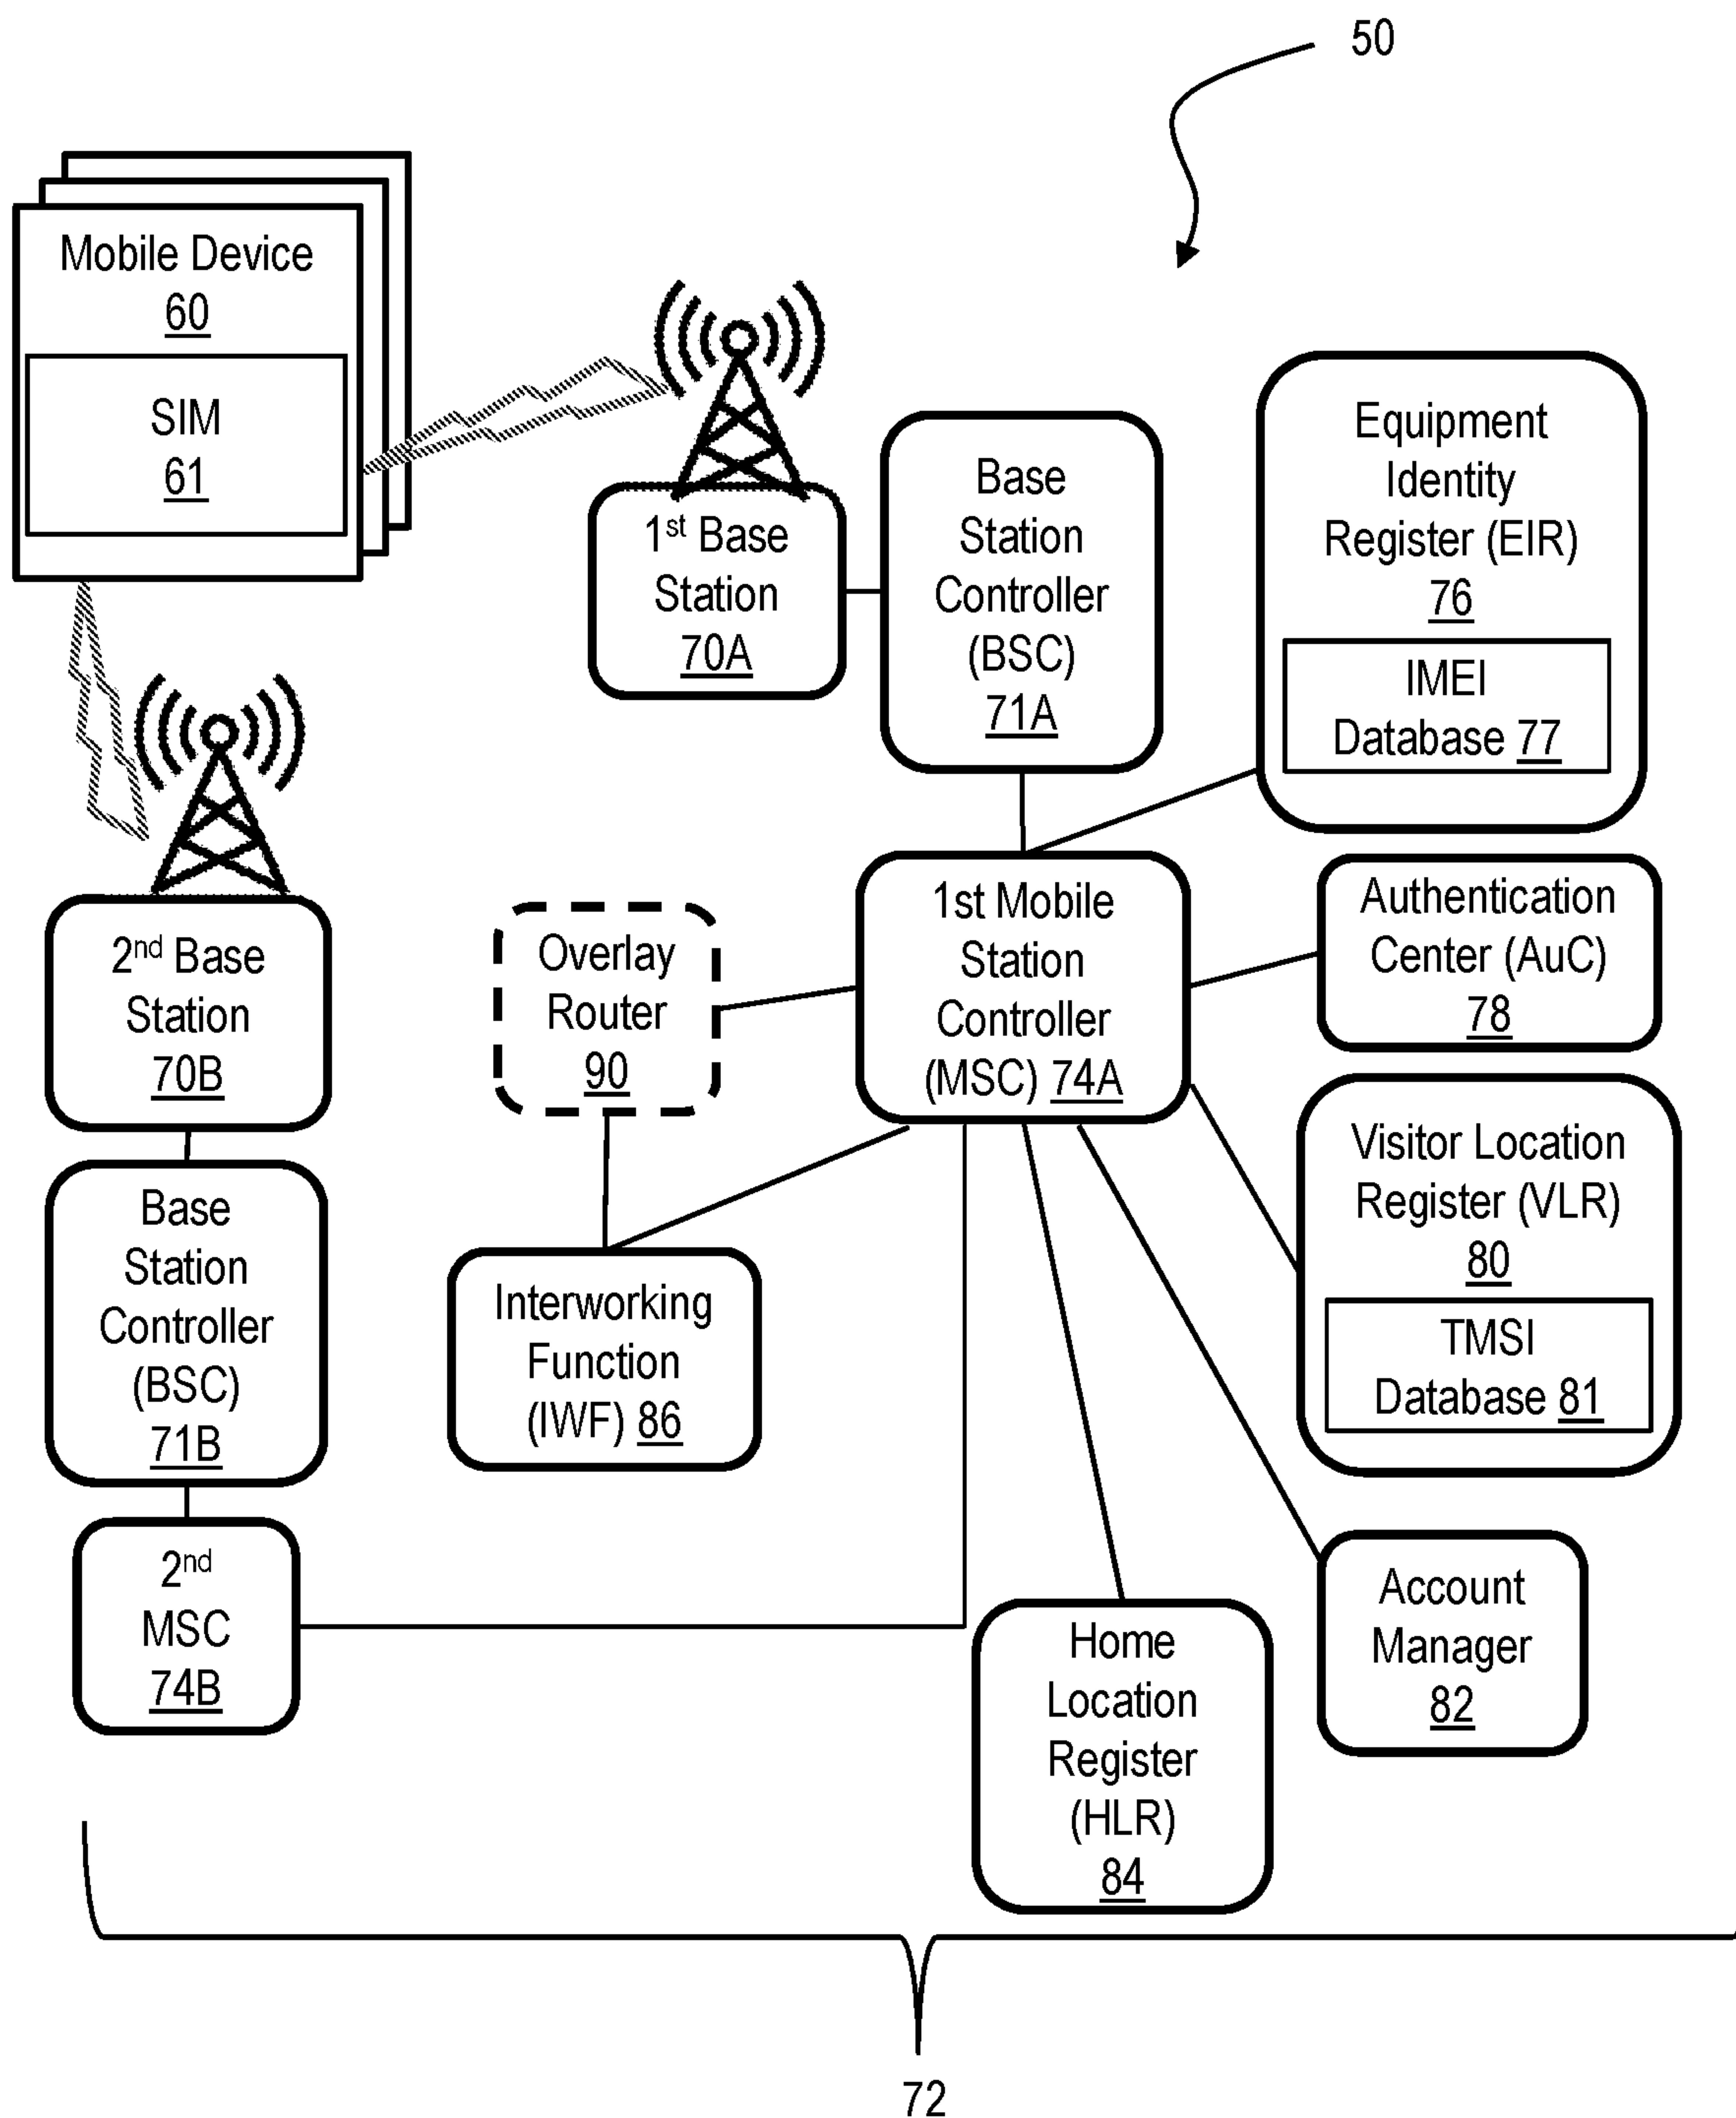 50
Mobile Device
60
SIM
61
1st Base
Station
70A
Base
Station
Controller
(BSC)
71A
Equipment
Identity
Register (EIR)
76
IMEI
Database 77
2nd Base
Station
70B
Overlay
Router
90
1st Mobile
Station
Controller
(MSC) 74A
Authentication
Center (AuC)
78
Base
Station
Controller
(BSC)
71B
Interworking
Function
(IWF) 86
Visitor Location
Register (VLR)
80
TMSI
Database 81
2nd
MSC
74B
Home
Location
Register
(HLR)
84
Account
Manager
82
72